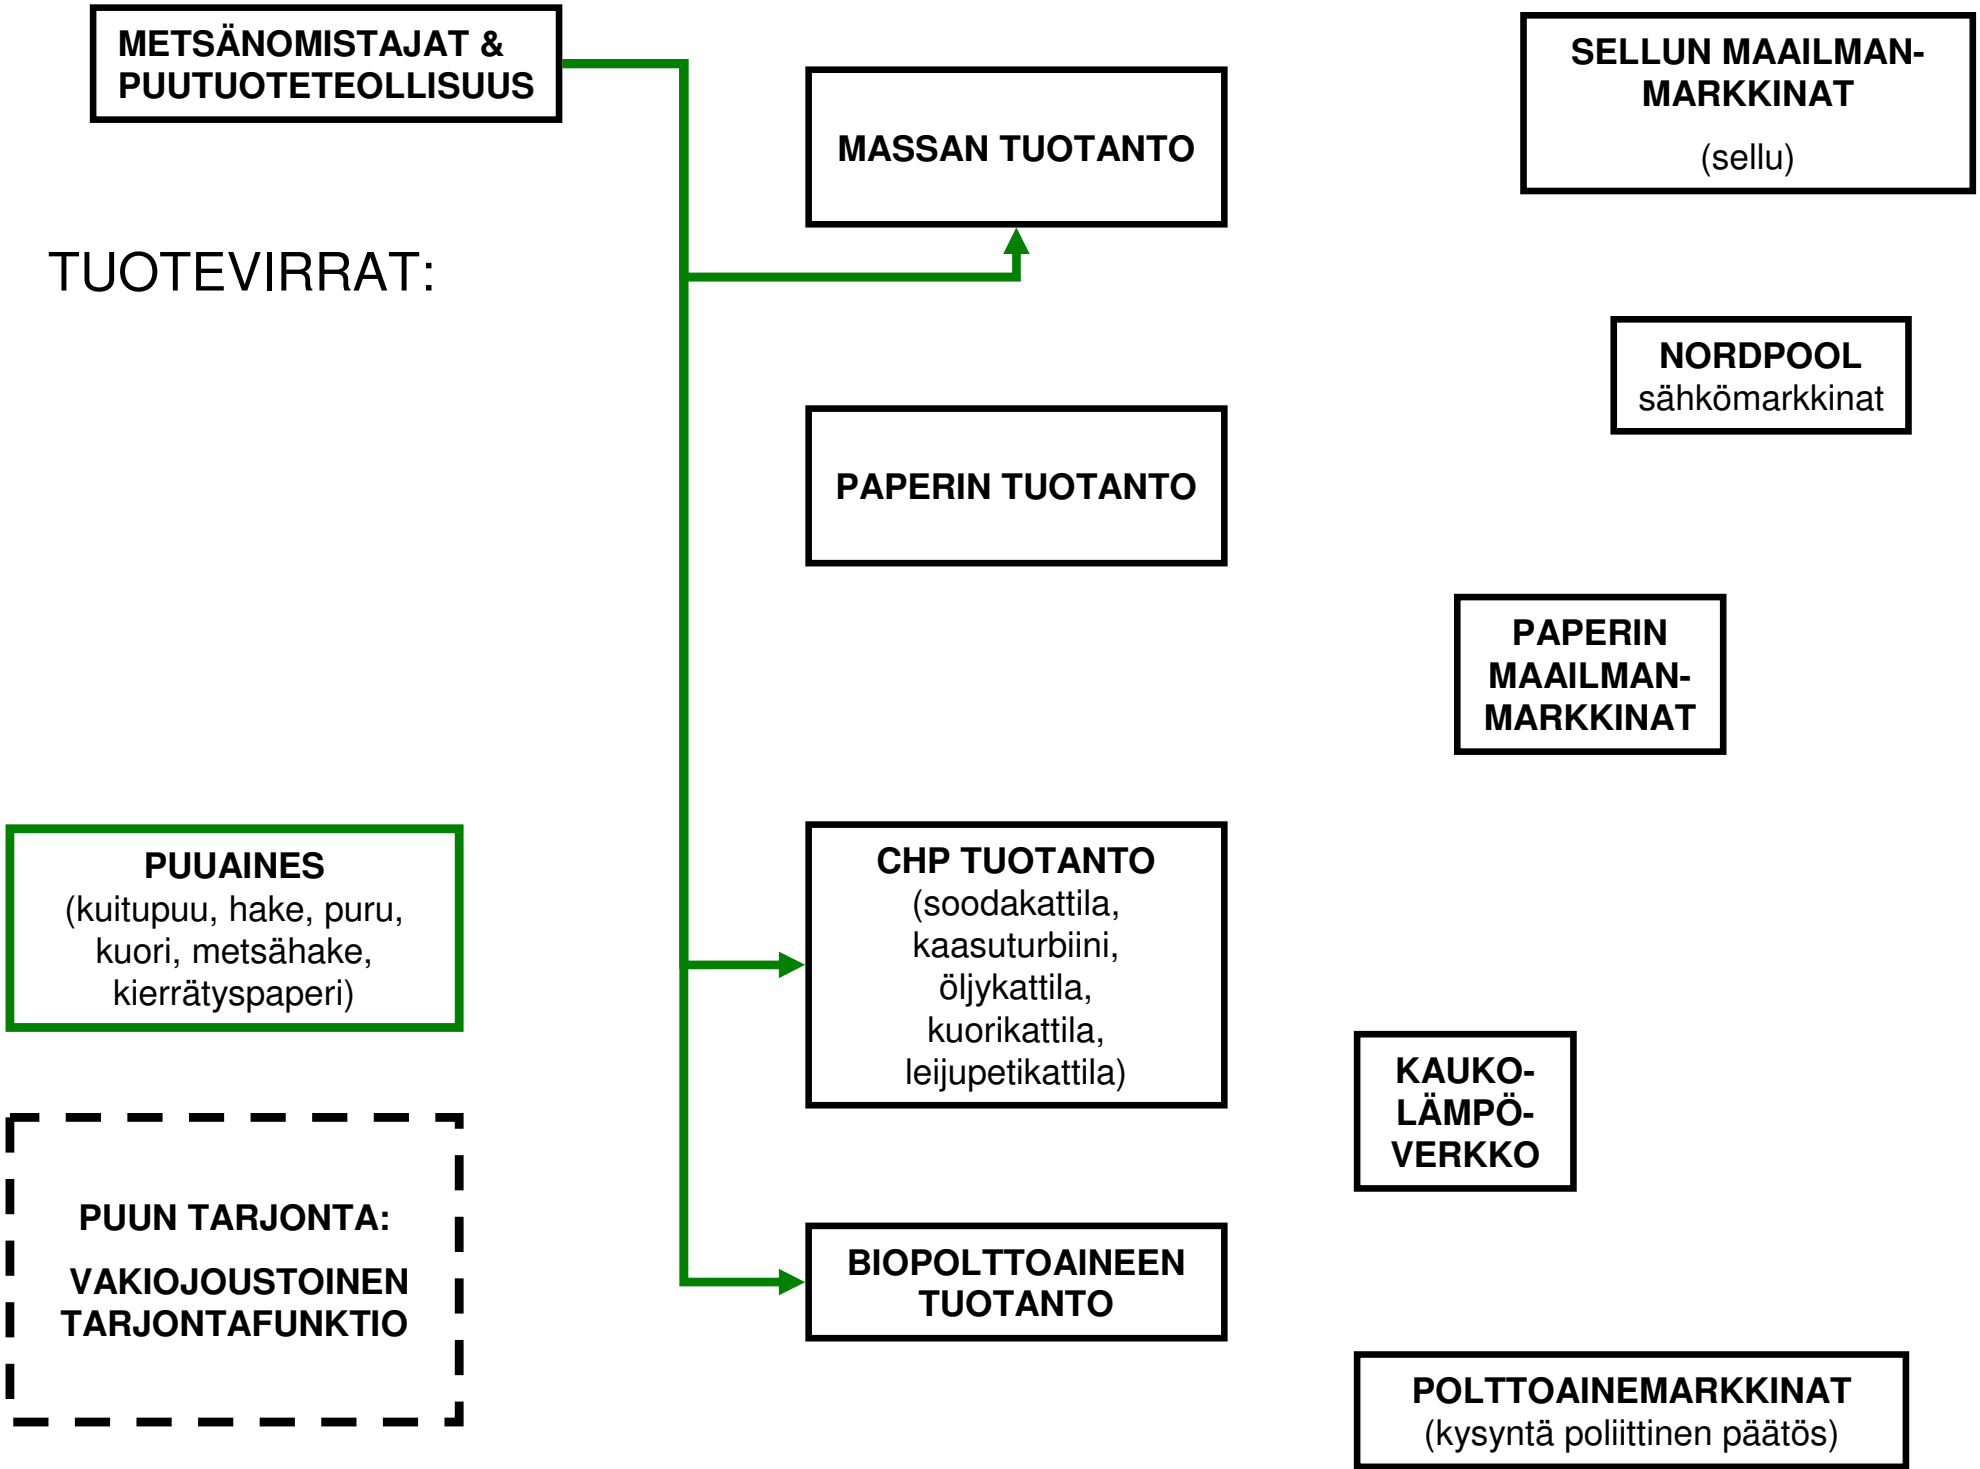 METSÄNOMISTAJAT &
PUUTUOTETEOLLISUUS
MASSAN TUOTANTO
SELLUN MAAILMAN-
MARKKINAT
(sellu)
TUOTEVIRRAT:
NORDPOOL
sähkömarkkinat
PAPERIN TUOTANTO
PAPERIN
MAAILMAN-
MARKKINAT
PUUAINES
(kuitupuu, hake, puru,
kuori, metsähake,
kierrätyspaperi)
CHP TUOTANTO
(soodakattila,
kaasuturbiini,
öljykattila,
kuorikattila,
leijupetikattila)
KAUKO-
LÄMPÖ-
VERKKO
PUUN TARJONTA:
VAKIOJOUSTOINEN
TARJONTAFUNKTIO
BIOPOLTTOAINEEN
TUOTANTO
POLTTOAINEMARKKINAT
(kysyntä poliittinen päätös)